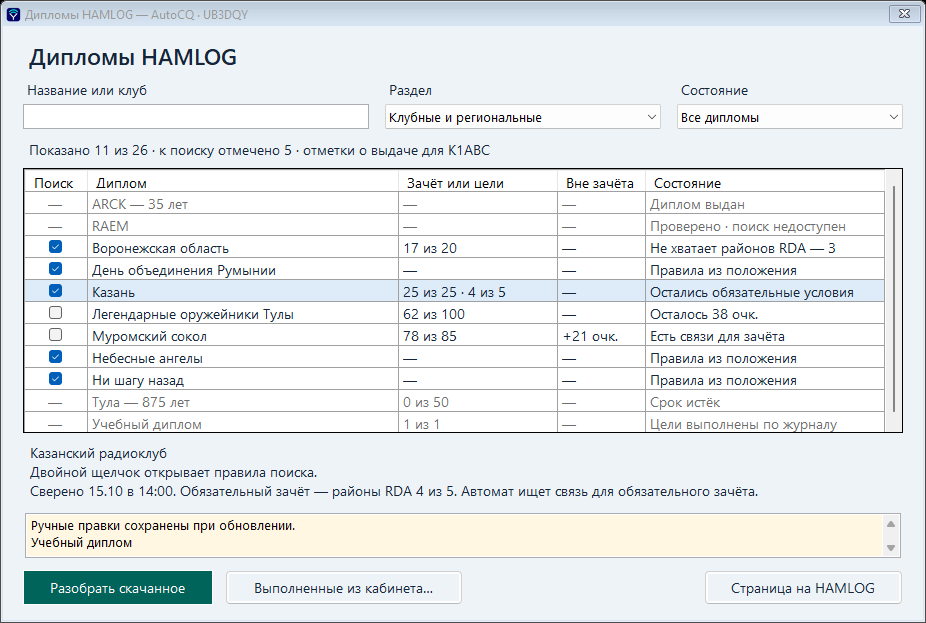 Дипломы HAMLOG — AutoCQ · UB3DQY
Дипломы HAMLOG
Название или клуб Раздел Состояние
Клубные и региональные Все дипломы
Показано 11 из 26 · к поиску отмечено 5 · отметки о выдаче для K1ABC
Поиск Диплом Зачёт или цели Вне зачёта Состояние
— ARCK — 35 лет — — Диплом выдан
— RAEM — — Проверено · поиск недоступен
Воронежская область 17 из 20 — Не хватает районов RDA — 3
День объединения Румынии — — Правила из положения
Казань 25 из 25 · 4 из 5 — Остались обязательные условия
Легендарные оружейники Тулы 62 из 100 — Осталось 38 очк.
Муромский сокол 78 из 85 +21 очк. Есть связи для зачёта
Небесные ангелы — — Правила из положения
Ни шагу назад — — Правила из положения
— Тула — 875 лет 0 из 50 — Срок истёк
— Учебный диплом 1 из 1 — Цели выполнены по журналу
Казанский радиоклуб
Двойной щелчок открывает правила поиска.
Сверено 15.10 в 14:00. Обязательный зачёт — районы RDA 4 из 5. Автомат ищет связь для обязательного зачёта.
Ручные правки сохранены при обновлении.
Учебный диплом
Разобрать скачанное Выполненные из кабинета... Страница на HAMLOG